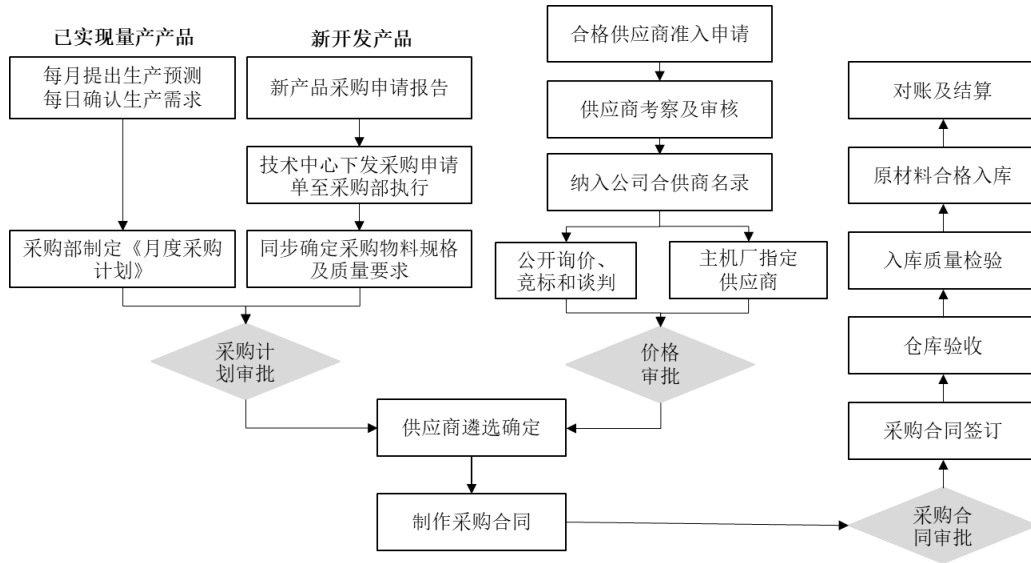 已实现量产产品
每月提出生产预测
每日确认生产需求
采购部制定《月度采购
计划》
新开发产品
新产品采购申请报告
技术中心下发采购申请
单至采购部执行
同步确定采购物料规格
及质量要求
采购计
划审批
合格供应商准入申请
供应商考察及审核
纳入公司合供商名录
公开询价、
竞标和谈判
主机厂指定
供应商
价格
审批
供应商遴选确定
制作采购合同
采购合
同审批
采购合同签订
仓库验收
入库质量检验
原材料合格入库
对账及结算